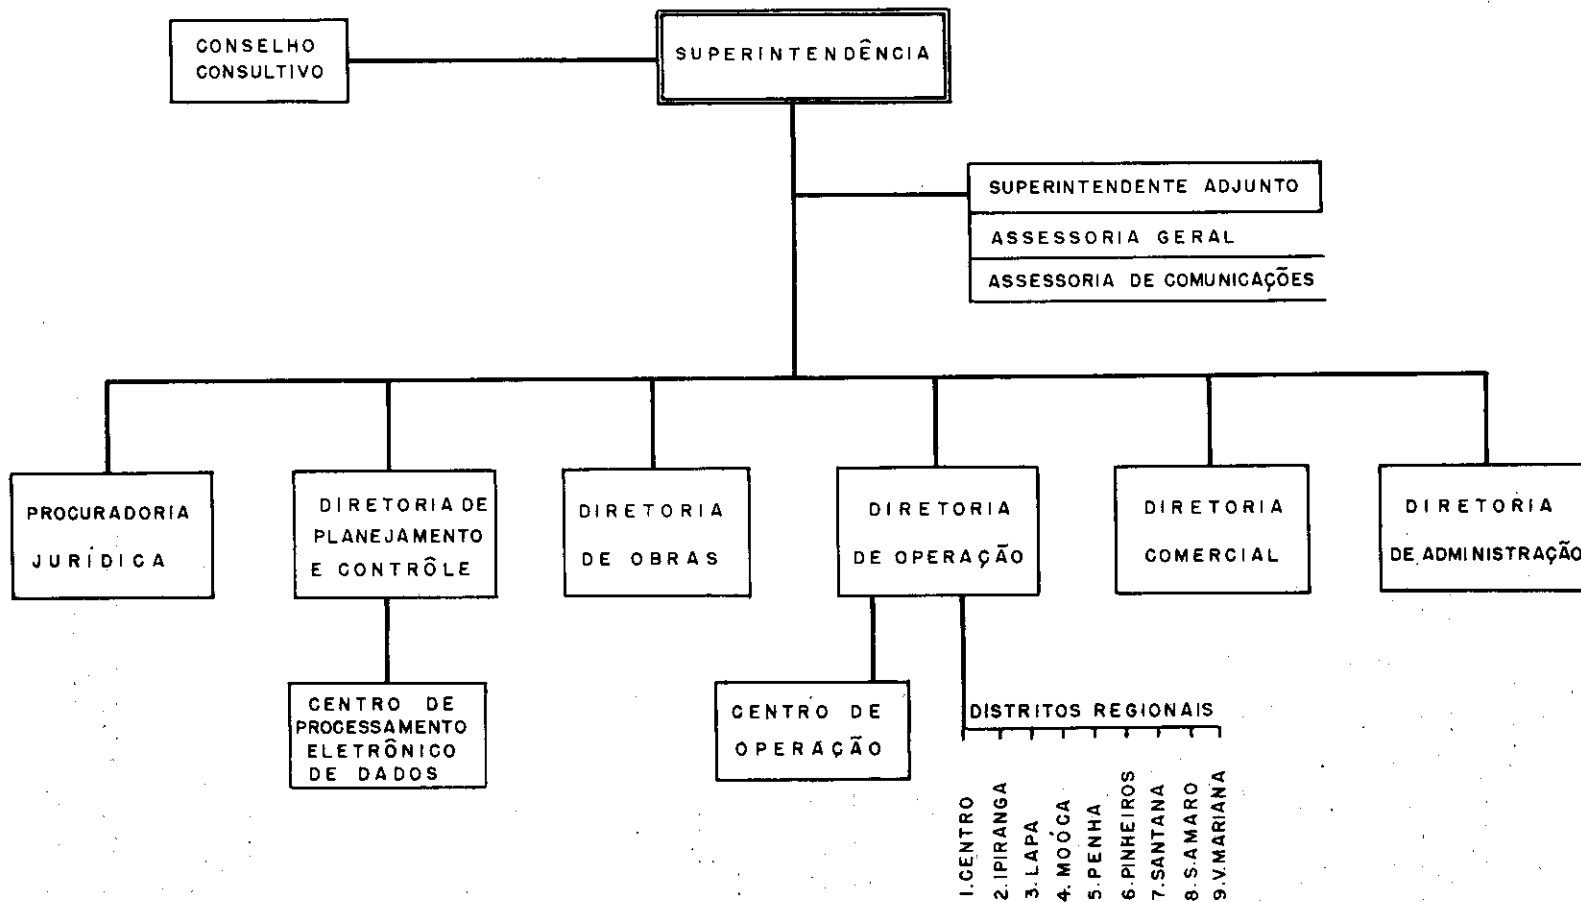 CONSELHO
CONSULTIVO
SUPERINTENDÊNCIA
SUPERINTENDENTE ADJUNTO
ASSESSORIA GERAL
ASSESSORIA DE COMUNICAÇÕES
PROCURADORIA
JURÍDICA
DIRETORIA DE
PLANEJAMENTO
E CONTRÔLE
DIRETORIA
DE OBRAS
DIRETORIA
DE OPERAÇÃO
DIRETORIA
COMERCIAL
DIRETORIA
DE ADMINISTRAÇÃO
CENTRO DE
PROCESSAMENTO
ELETRÔNICO
DE DADOS
CENTRO DE
OPERAÇÃO
DISTRITOS REGIONAIS
1.CENTRO
2.IPIRANGA
3.LAPA
4.MOÓCA
5.PENHA
6.PINHEIROS
7.SANTANA
8.S.AMARO
9.V.MARIANA